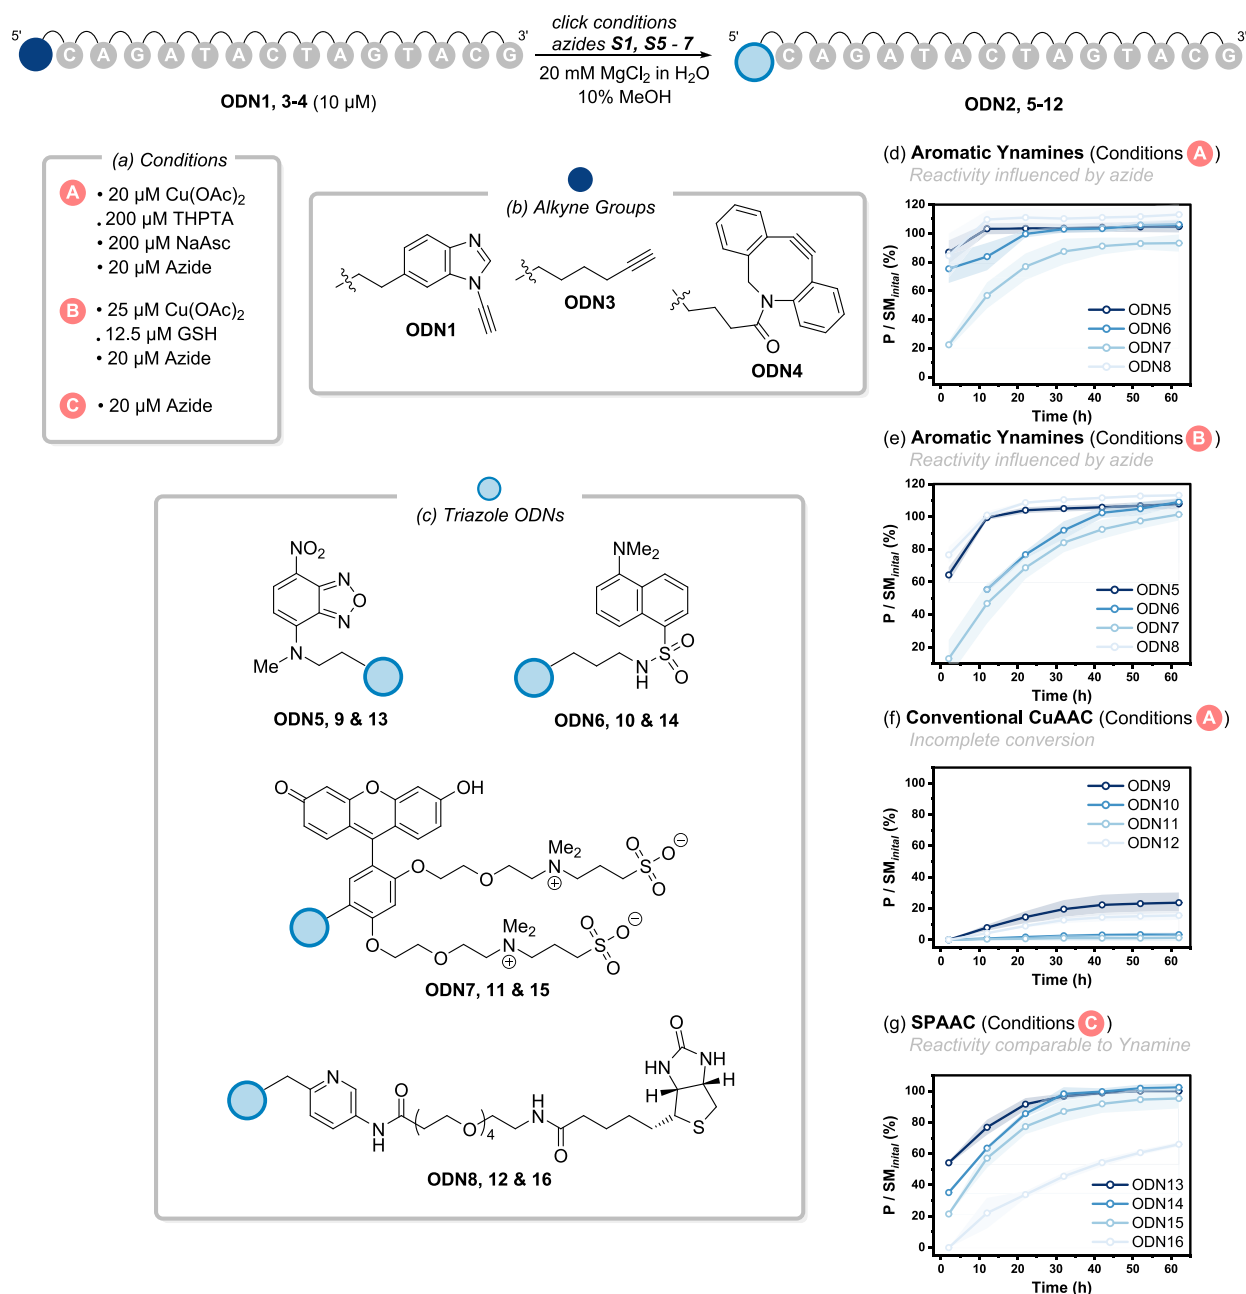 5' C A G A T A C T A G T A C G 3'
ODN1, 3-4 (10 µM)
click conditions
azides S1, S5 - 7
20 mM MgCl2 in H2O
10% MeOH
5' C A G A T A C T A G T A C G 3'
ODN2, 5-12
(a) Conditions
A • 20 µM Cu(OAc)2
. 200 µM THPTA
• 200 µM NaAsc
• 20 µM Azide
B • 25 µM Cu(OAc)2
. 12.5 µM GSH
• 20 µM Azide
C • 20 µM Azide
(b) Alkyne Groups
N
N
ODN1
ODN3
N
O
ODN4
(c) Triazole ODNs
NO2
N
O
N
N
Me
ODN5, 9 & 13
NMe2
O
S
N
H
O
ODN6, 10 & 14
O
O
OH
O
O
Me2
N
⊕
S
O
O
O
⊖
O
O
Me2
N
⊕
S
O
O
O
⊖
ODN7, 11 & 15
N
N
H
O
O
4
H
N
O
O
HN
NH
H
H
S
ODN8, 12 & 16
(d) Aromatic Ynamines (Conditions A)
Reactivity influenced by azide
P / SMinital (%)
120
100
80
60
40
20
0
ODN5
ODN6
ODN7
ODN8
0 10 20 30 40 50 60
Time (h)
(e) Aromatic Ynamines (Conditions B)
Reactivity influenced by azide
P / SMinital (%)
120
100
80
60
40
20
ODN5
ODN6
ODN7
ODN8
0 10 20 30 40 50 60
Time (h)
(f) Conventional CuAAC (Conditions A)
Incomplete conversion
P / SMinital (%)
100
80
60
40
20
0
ODN9
ODN10
ODN11
ODN12
0 10 20 30 40 50 60
Time (h)
(g) SPAAC (Conditions C)
Reactivity comparable to Ynamine
P / SMinital (%)
100
80
60
40
20
0
ODN13
ODN14
ODN15
ODN16
0 10 20 30 40 50 60
Time (h)